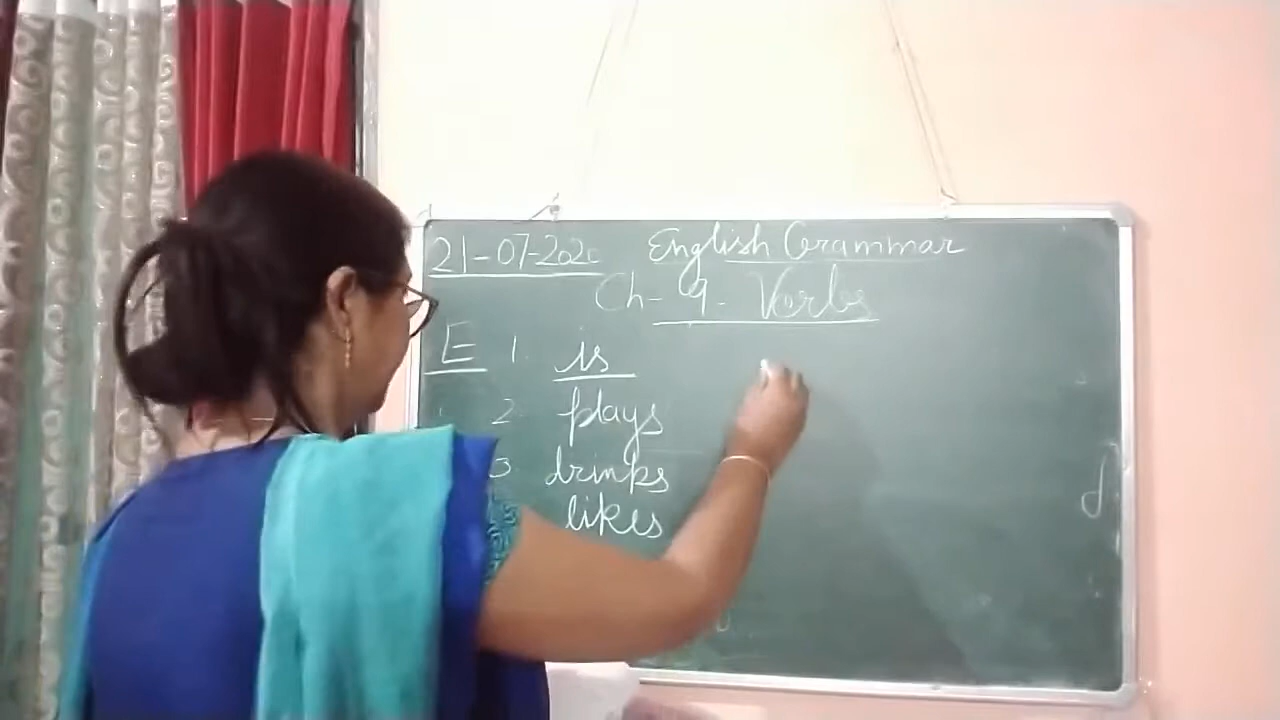 21-07-2020 English Grammar
Ch-9- Verbs
E 1. is
2 plays
3 drinks
likes
d